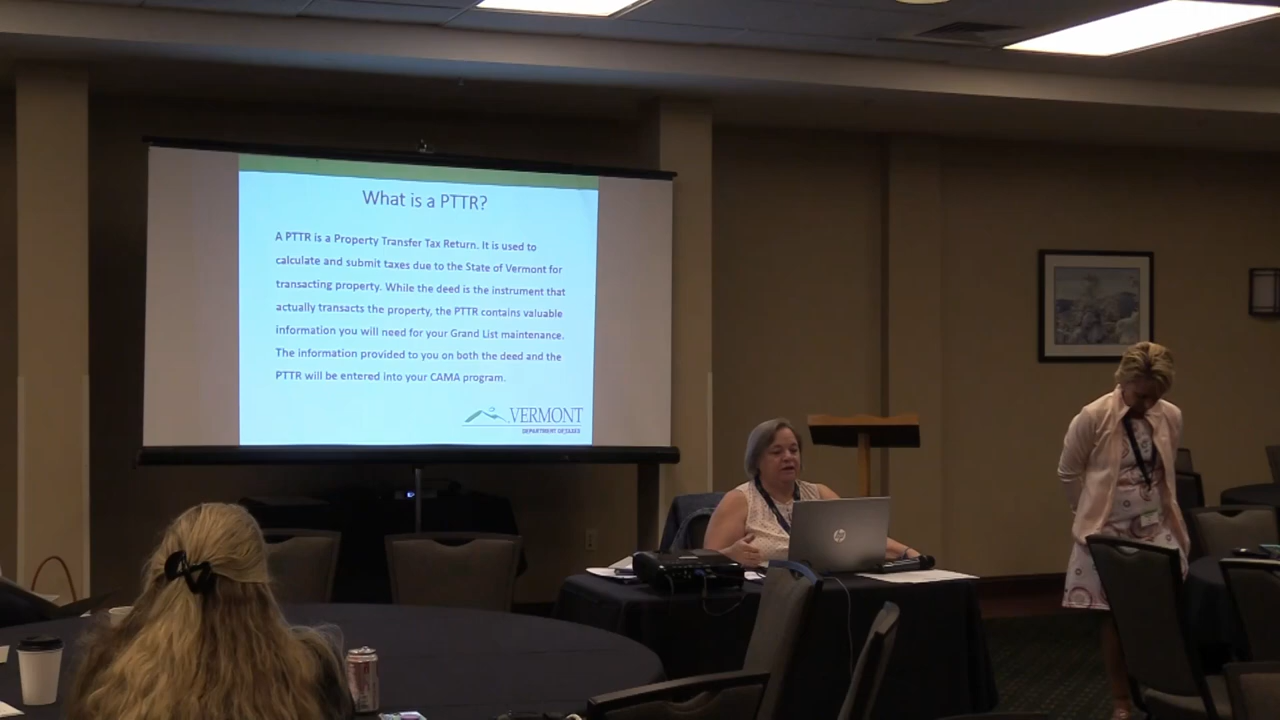 What is a PTTR?
A PTTR is a Property Transfer Tax Return. It is used to
calculate and submit taxes due to the State of Vermont for
transacting property. While the deed is the instrument that
actually transacts the property, the PTTR contains valuable
information you will need for your Grand List maintenance.
The information provided to you on both the deed and the
PTTR will be entered into your CAMA program.
VERMONT
DEPARTMENT OF TAXES
hp